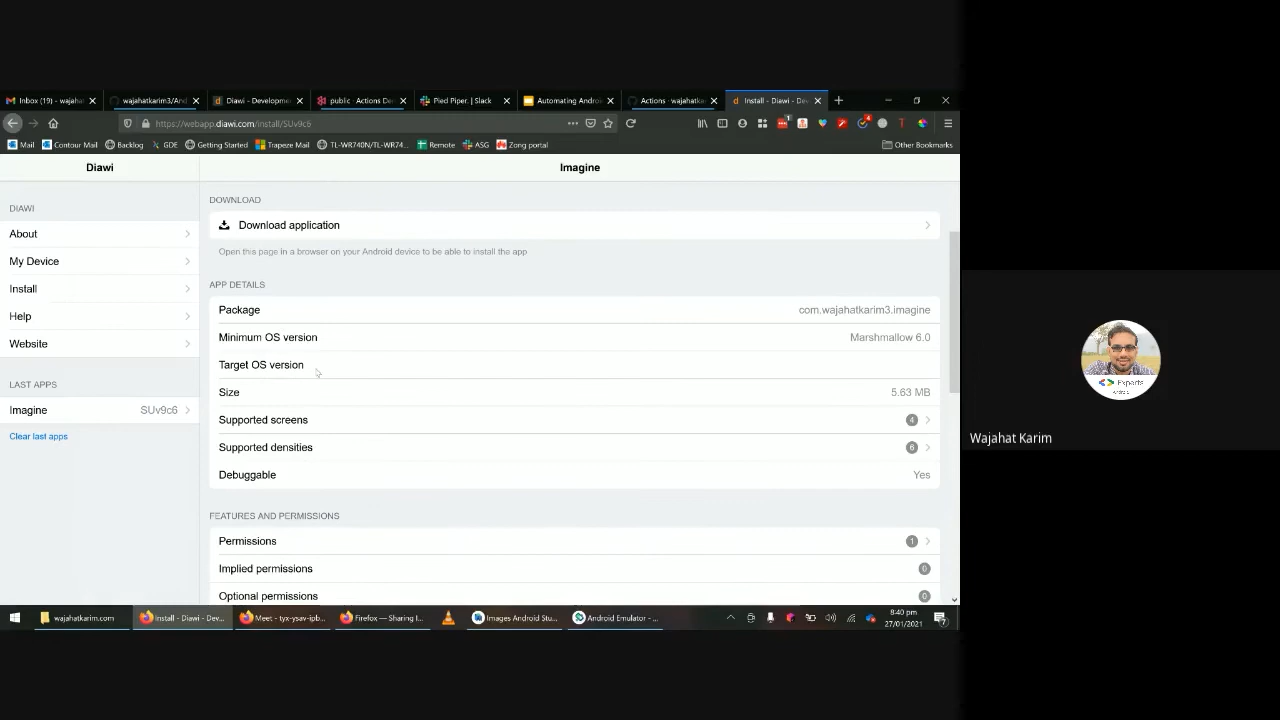 Inbox (19) - wajahat
wajahatkarim3/And
Diawi - Developme
public - Actions De
Pied Piper. | Slack
Automating Androi
Actions · wajahatk
Install - Diawi - Dev
https://webapp.diawi.com/install/SUv9c6
Mail
Contour Mail
Backlog
GDE
Getting Started
Trapeze Mail
TL-WR740N/TL-WR74...
Remote
ASG
Zong portal
Other Bookmarks
Diawi
Imagine
DIAWI
About
My Device
Install
Help
Website
LAST APPS
Imagine SUv9c6
Clear last apps
DOWNLOAD
Download application
Open this page in a browser on your Android device to be able to install the app
APP DETAILS
Package com.wajahatkarim3.imagine
Minimum OS version Marshmallow 6.0
Target OS version
Size 5.63 MB
Supported screens 4
Supported densities 6
Debuggable Yes
FEATURES AND PERMISSIONS
Permissions 1
Implied permissions 0
Optional permissions 0
Experts
Android
Wajahat Karim
wajahatkarim.com
Install - Diawi - Dev...
Meet - tyx-ysav-ipb...
Firefox — Sharing I...
Images Android Stu...
Android Emulator - ...
8:40 pm
27/01/2021